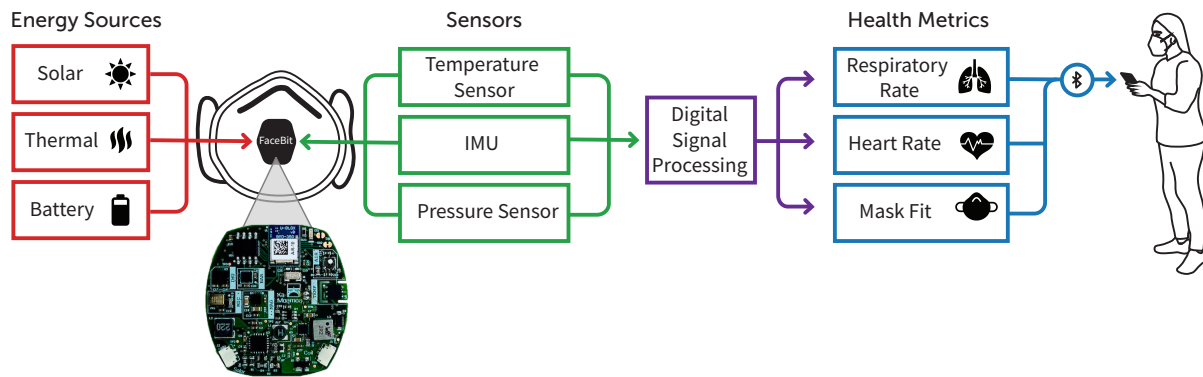 Energy Sources
Sensors
Health Metrics
Solar
Thermal
Battery
FaceBit
Temperature
Sensor
IMU
Pressure Sensor
Digital
Signal
Processing
Respiratory
Rate
Heart Rate
Mask Fit
220